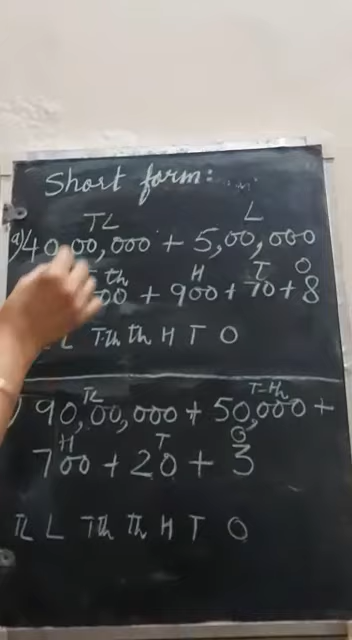 Short form:
TL L
a) 40,00,000 + 5,00,000
th H T O
00 + 900 + 70 + 8
L T.th th H T O
TL T-th
) 90,00,000 + 50,000 +
H T O
700 + 20 + 3
TL L Tth th H T O